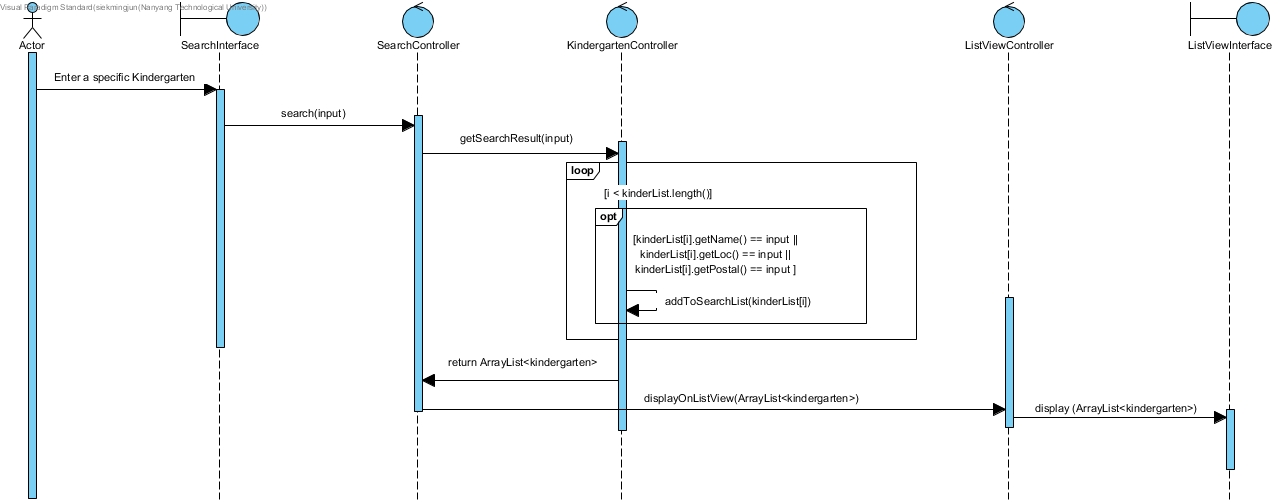 Visual Paradigm Standard(siekmingjun(Nanyang Technological University))
Actor
SearchInterface
SearchController
KindergartenController
ListViewController
ListViewInterface
Enter a specific Kindergarten
search(input)
getSearchResult(input)
loop
[i < kinderList.length()]
opt
[kinderList[i].getName() == input ||
kinderList[i].getLoc() == input ||
kinderList[i].getPostal() == input ]
addToSearchList(kinderList[i])
return ArrayList<kindergarten>
displayOnListView(ArrayList<kindergarten>)
display (ArrayList<kindergarten>)